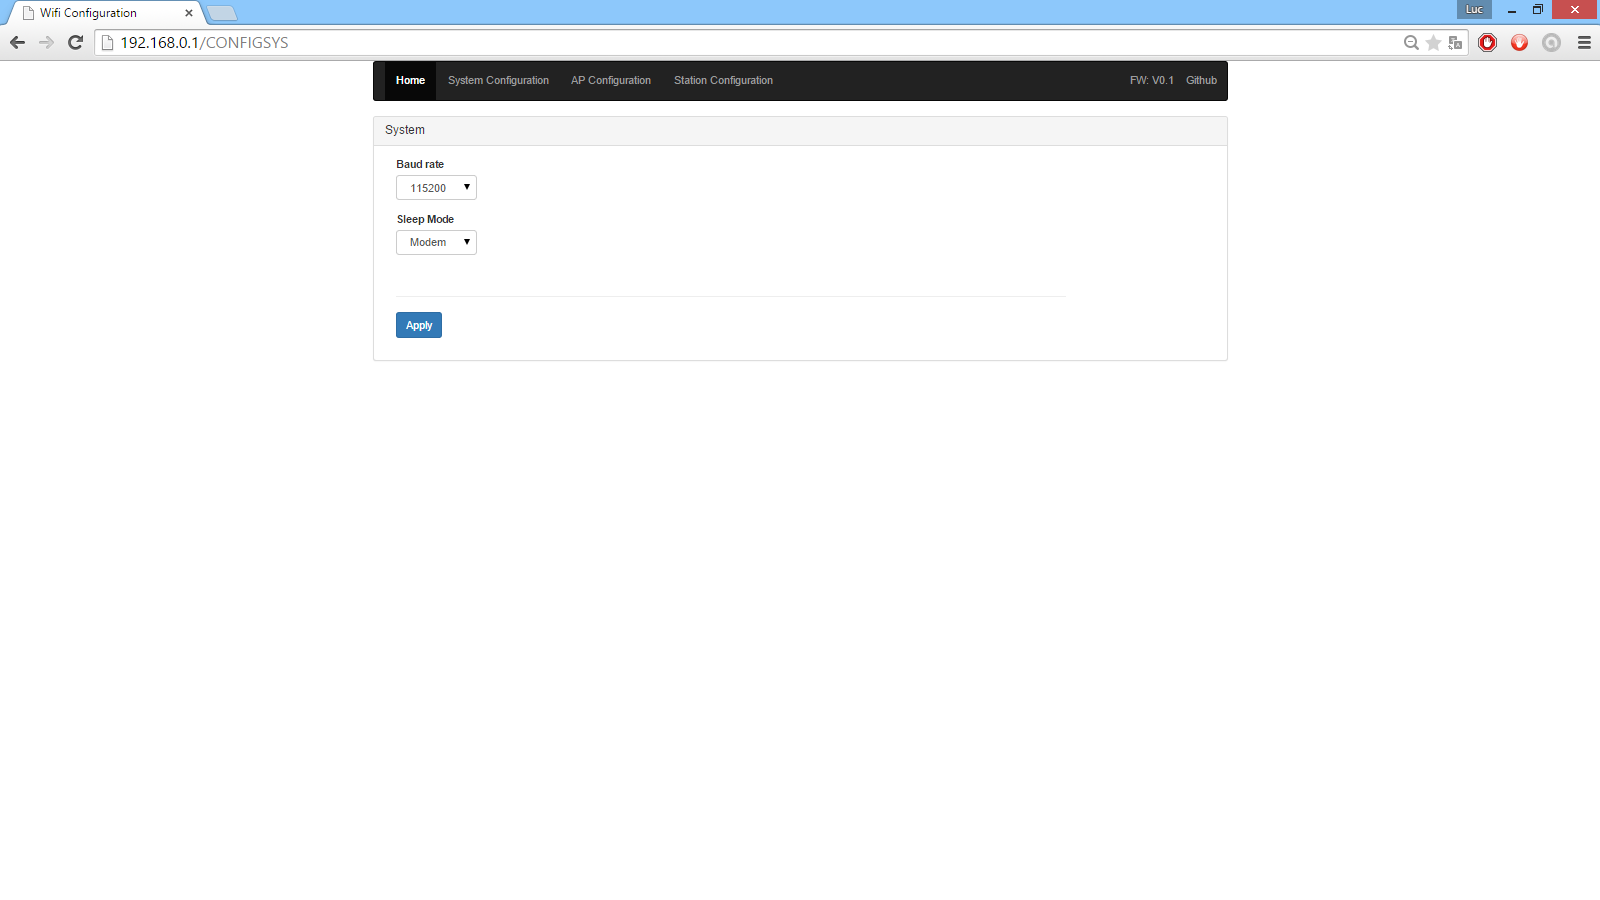 Wifi Configuration
Luc
192.168.0.1/CONFIGSYS
Home System Configuration AP Configuration Station Configuration FW: V0.1 Github
System
Baud rate
115200
Sleep Mode
Modem
Apply